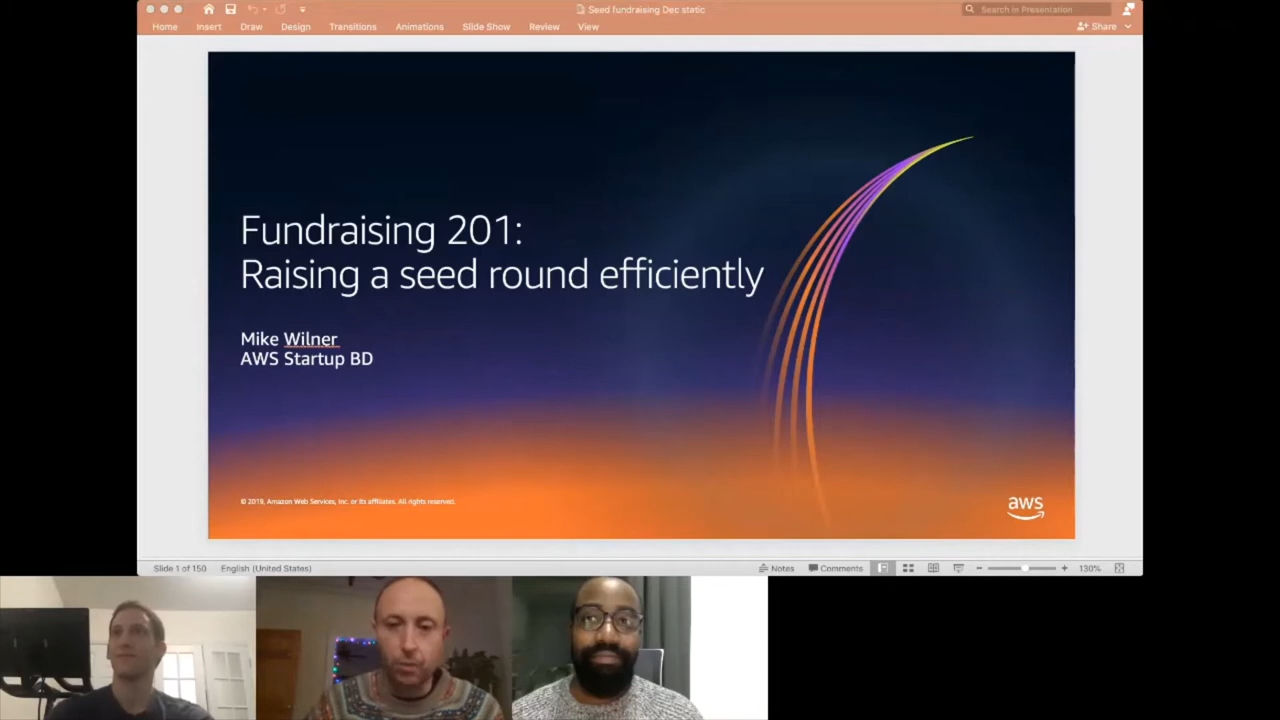 Seed fundraising Dec static
Search in Presentation
Home Insert Draw Design Transitions Animations Slide Show Review View Share
Fundraising 201:
Raising a seed round efficiently
Mike Wilner
AWS Startup BD
© 2019, Amazon Web Services, Inc. or its affiliates. All rights reserved.
aws
Slide 1 of 150 English (United States) Notes Comments 130%